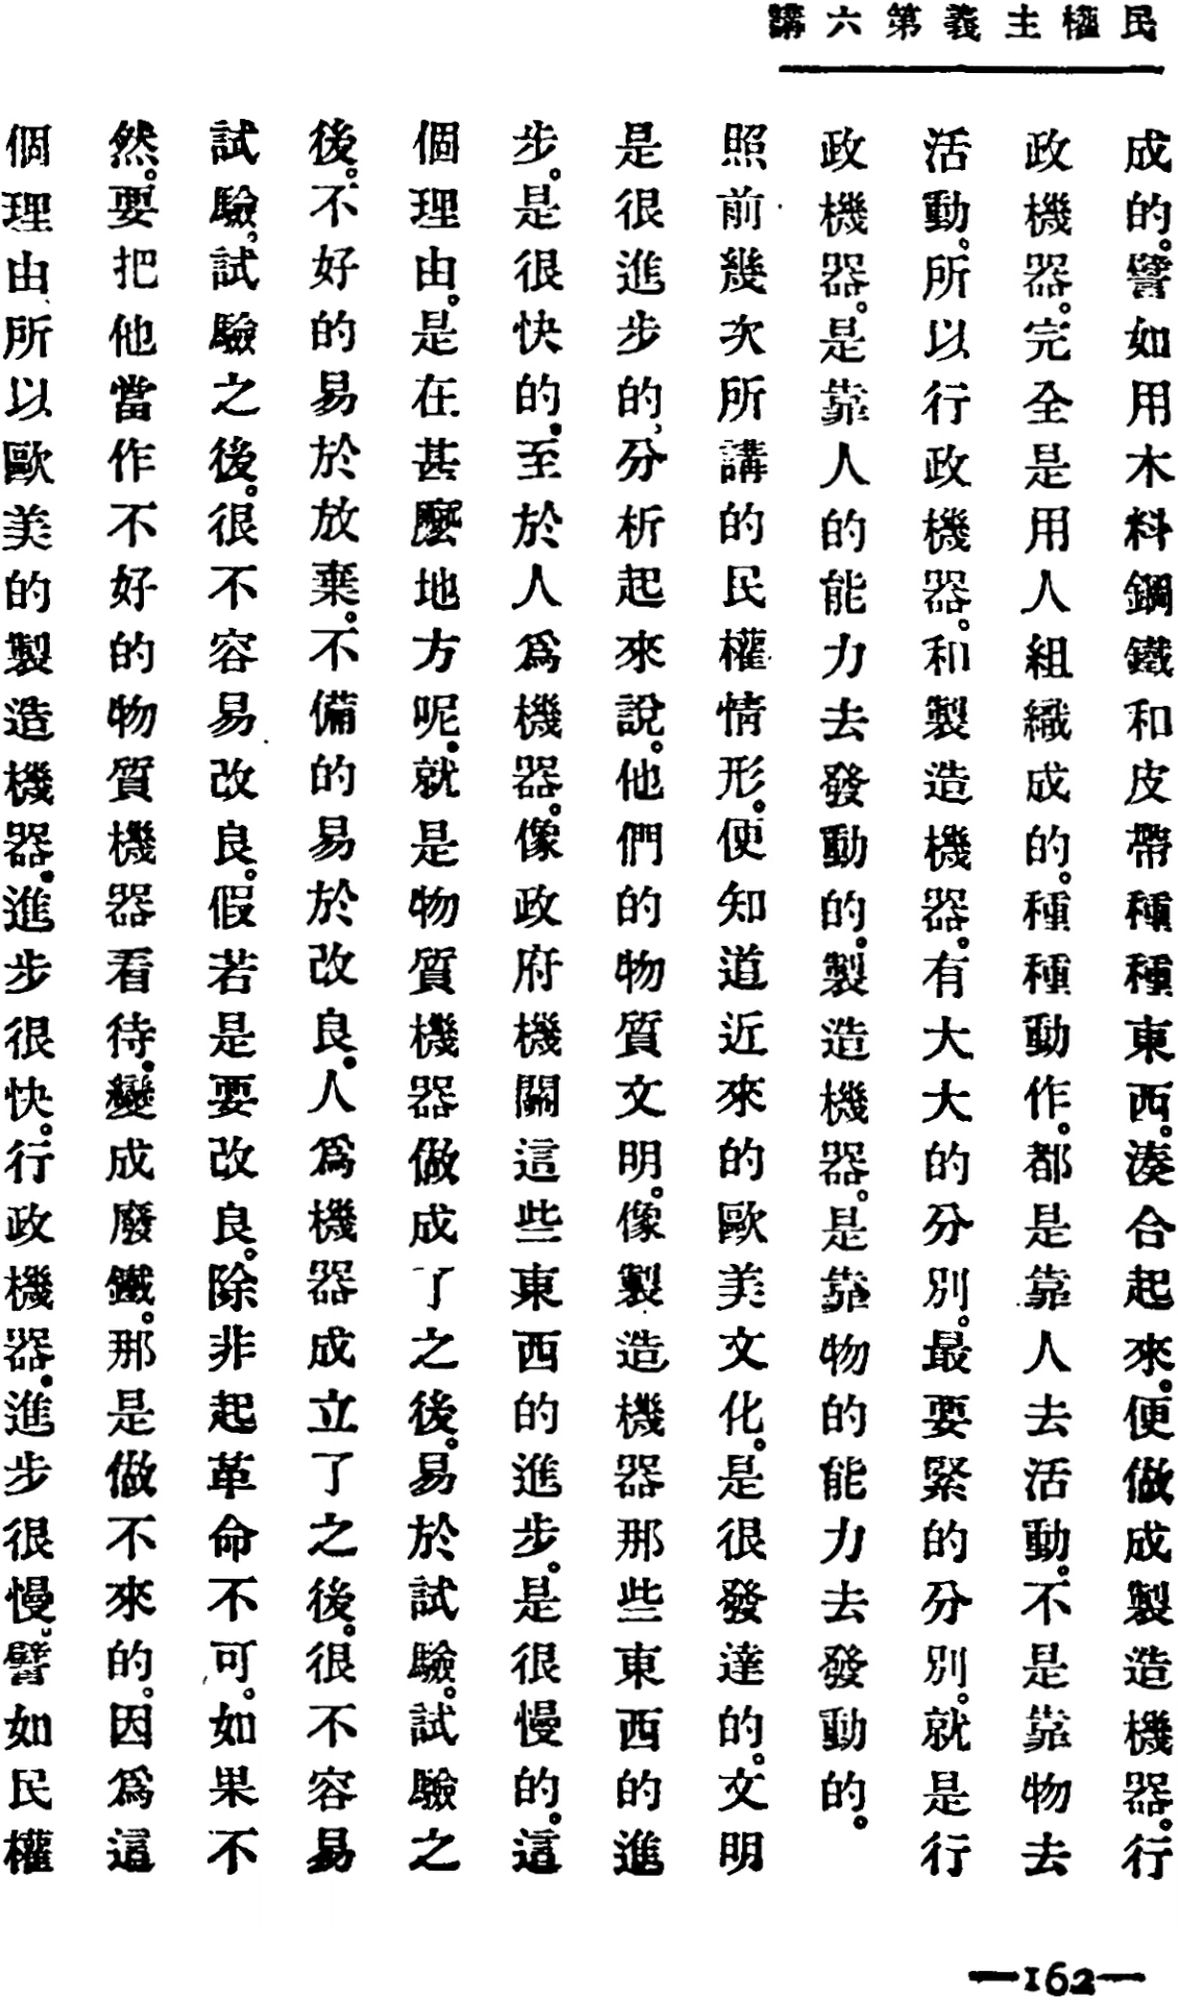 民權主義第六講
成的。譬如用木料鋼鐵和皮帶種種東西。湊合起來。便做成製造機器。行
政機器。完全是用人組織成的。種種動作。都是靠人去活動。不是靠物去
活動。所以行政機器。和製造機器。有大大的分別。最要緊的分別。就是行
政機器。是靠人的能力去發動的。製造機器。是靠物的能力去發動的。
照前幾次所講的民權情形。便知道近來的歐美文化。是很發達的。文明
是很進步的，分析起來說。他們的物質文明。像製造機器那些東西的進
步。是很快的。至於人爲機器。像政府機關這些東西的進步。是很慢的。這
個理由。是在甚麼地方呢。就是物質機器做成了之後。易於試驗。試驗之
後。不好的易於放棄。不備的易於改良。人爲機器成立了之後。很不容易
試驗，試驗之後。很不容易改良。假若是要改良。除非起革命不可。如果不
然。要把他當作不好的物質機器看待。變成廢鐵。那是做不來的。因爲這
個理由、所以歐美的製造機器。進步很快。行政機器。進步很慢、譬如民權
—162—